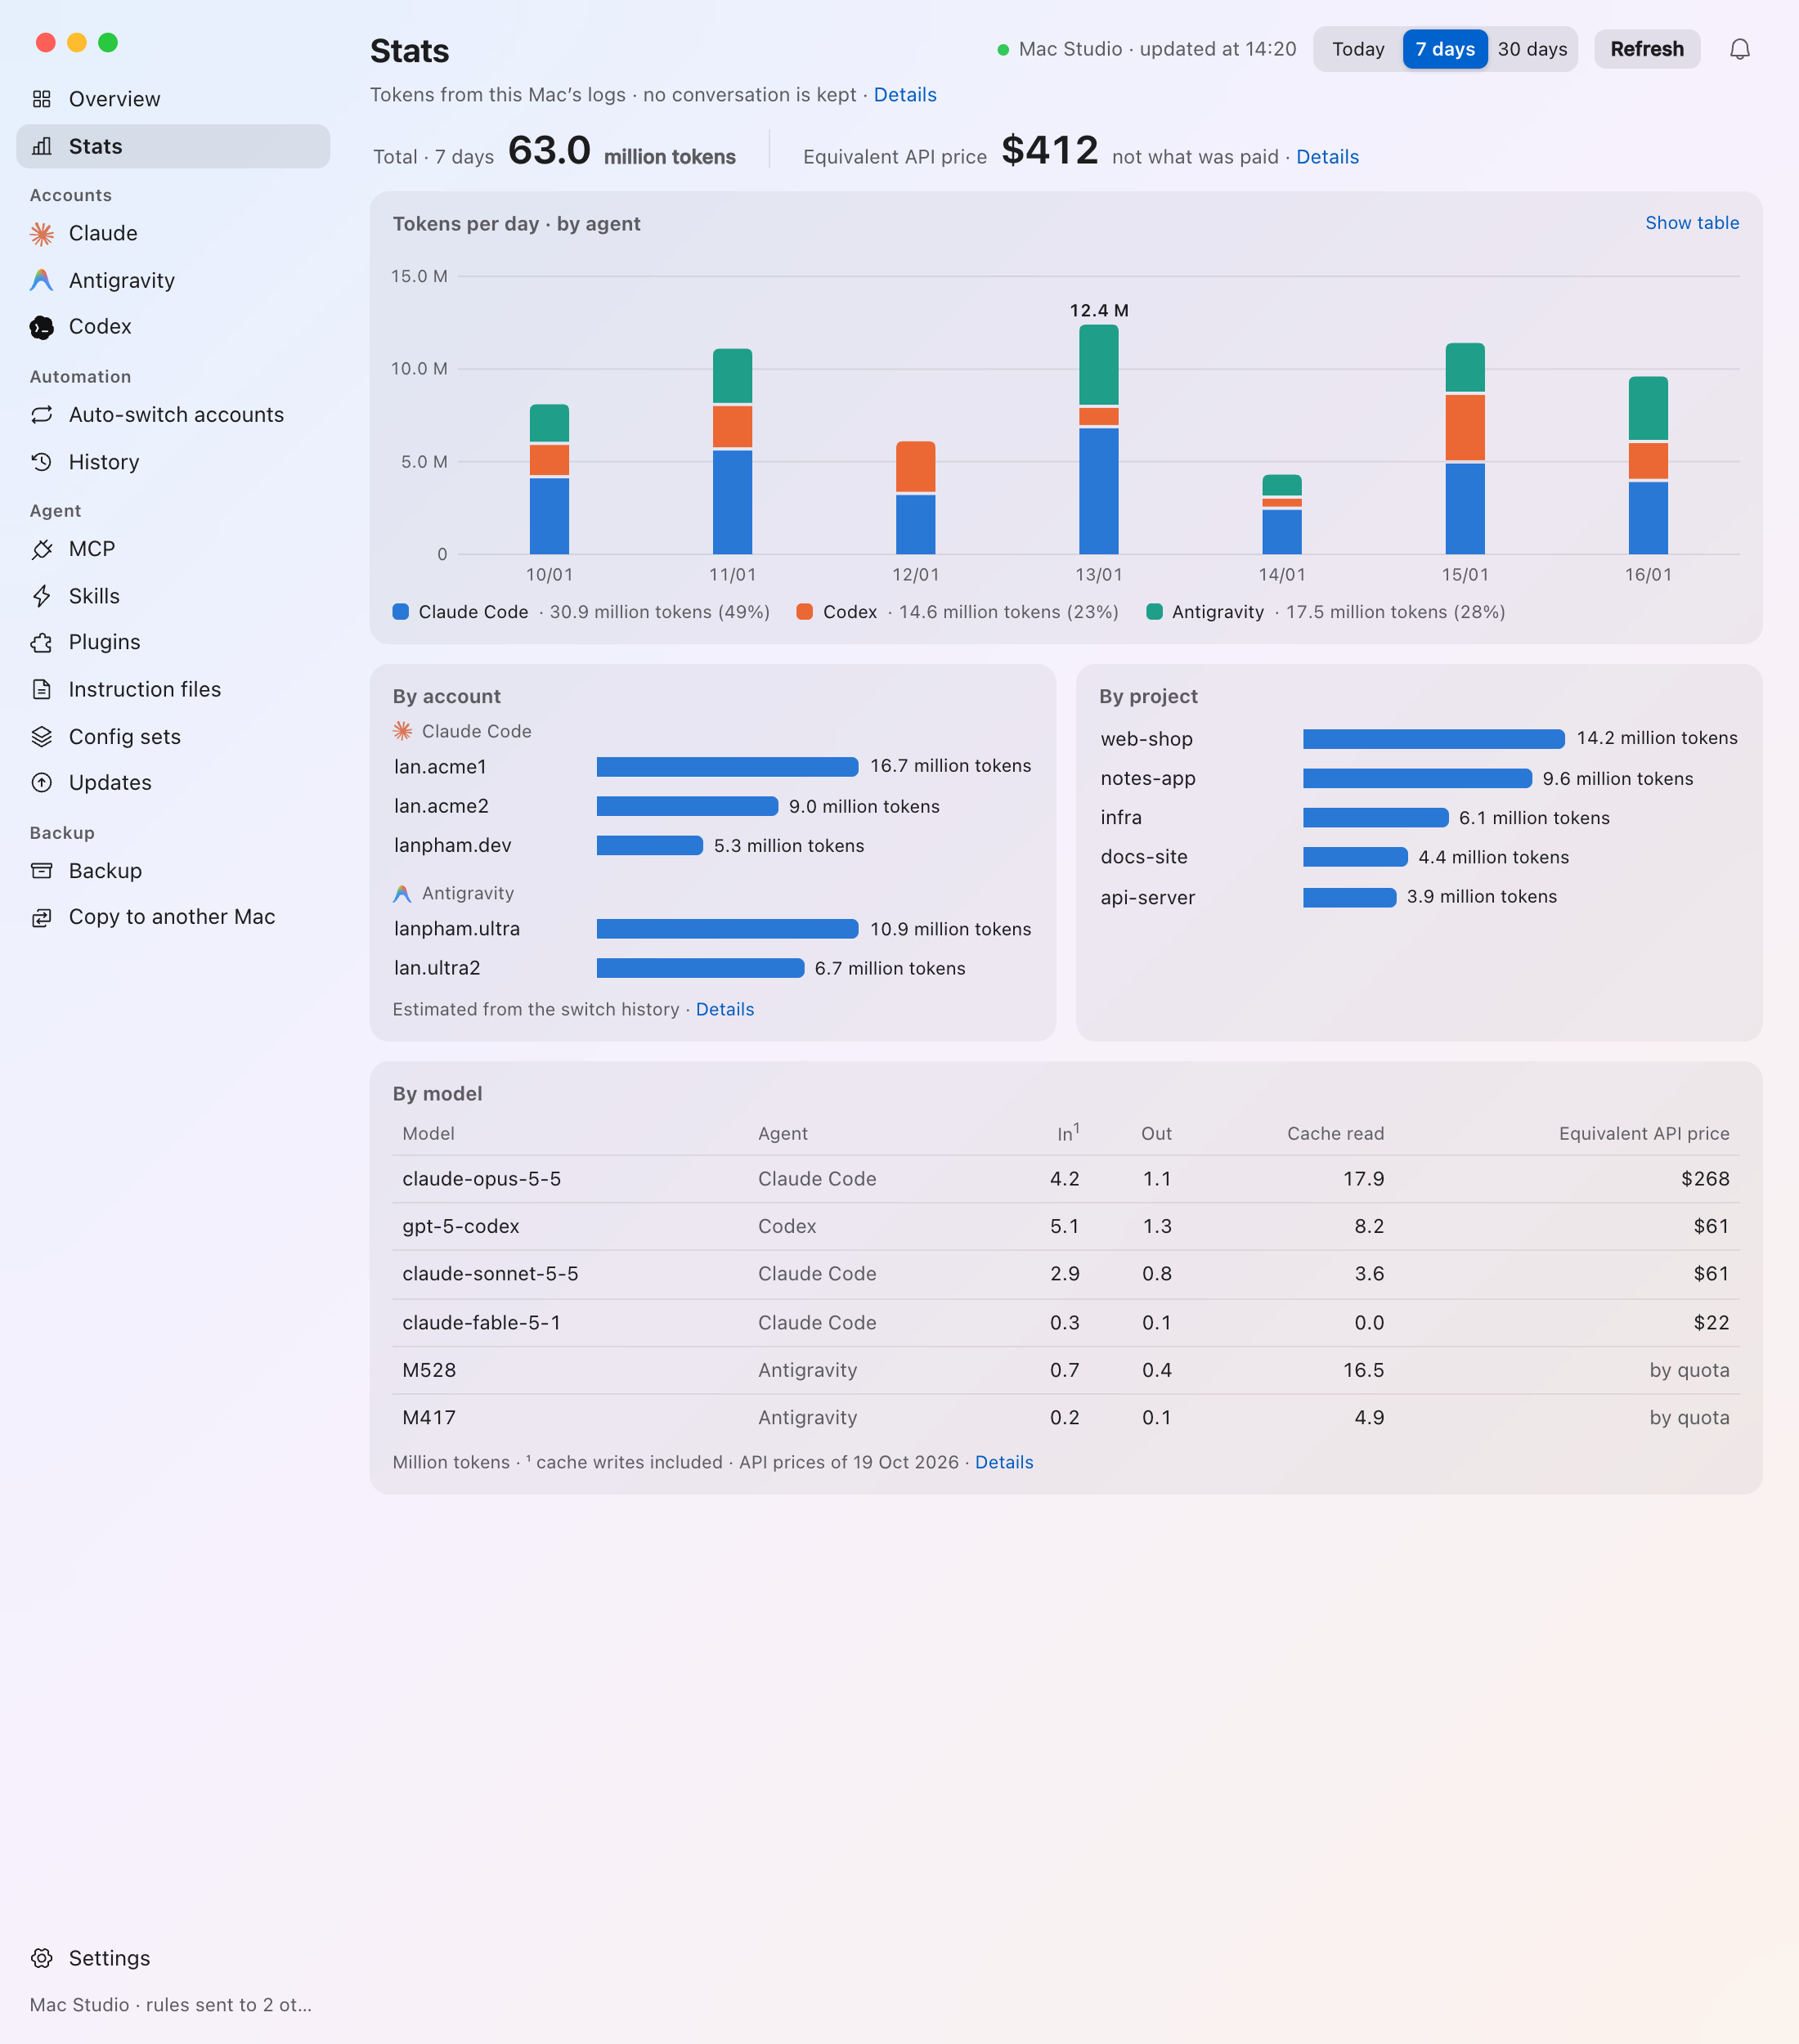 Overview
Stats
Accounts
Claude
Antigravity
Codex
Automation
Auto-switch accounts
History
Agent
MCP
Skills
Plugins
Instruction files
Config sets
Updates
Backup
Backup
Copy to another Mac
Settings
Mac Studio · rules sent to 2 ot...
Stats
Mac Studio · updated at 14:20
Today
7 days
30 days
Refresh
Tokens from this Mac’s logs · no conversation is kept · Details
Total · 7 days 63.0 million tokens
Equivalent API price $412 not what was paid · Details
Tokens per day · by agent
Show table
15.0 M
12.4 M
10.0 M
5.0 M
0
10/01 11/01 12/01 13/01 14/01 15/01 16/01
Claude Code · 30.9 million tokens (49%) Codex · 14.6 million tokens (23%) Antigravity · 17.5 million tokens (28%)
By account
Claude Code
lan.acme1 16.7 million tokens
lan.acme2 9.0 million tokens
lanpham.dev 5.3 million tokens
Antigravity
lanpham.ultra 10.9 million tokens
lan.ultra2 6.7 million tokens
Estimated from the switch history · Details
By project
web-shop 14.2 million tokens
notes-app 9.6 million tokens
infra 6.1 million tokens
docs-site 4.4 million tokens
api-server 3.9 million tokens
By model
Model Agent In¹ Out Cache read Equivalent API price
claude-opus-5-5 Claude Code 4.2 1.1 17.9 $268
gpt-5-codex Codex 5.1 1.3 8.2 $61
claude-sonnet-5-5 Claude Code 2.9 0.8 3.6 $61
claude-fable-5-1 Claude Code 0.3 0.1 0.0 $22
M528 Antigravity 0.7 0.4 16.5 by quota
M417 Antigravity 0.2 0.1 4.9 by quota
Million tokens · ¹ cache writes included · API prices of 19 Oct 2026 · Details